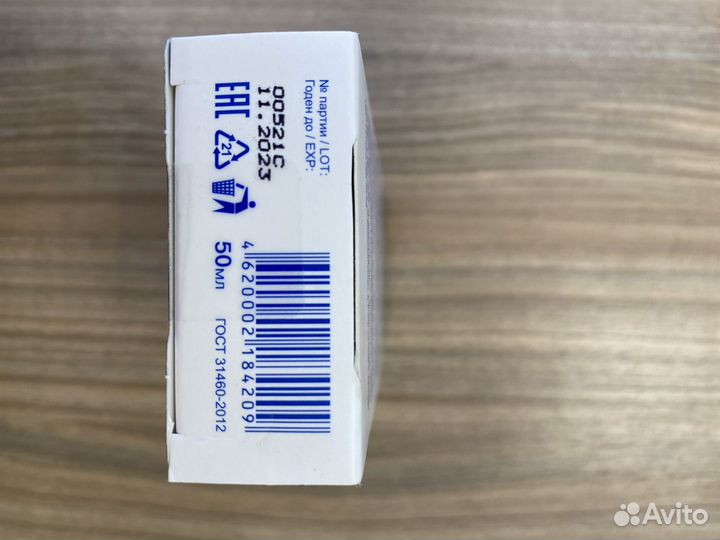 № партии / LOT:
Годен до / EXP:
00521C
11.2023
EAC
21
4620002184209
50мл
ГОСТ 31460-2012
Avito